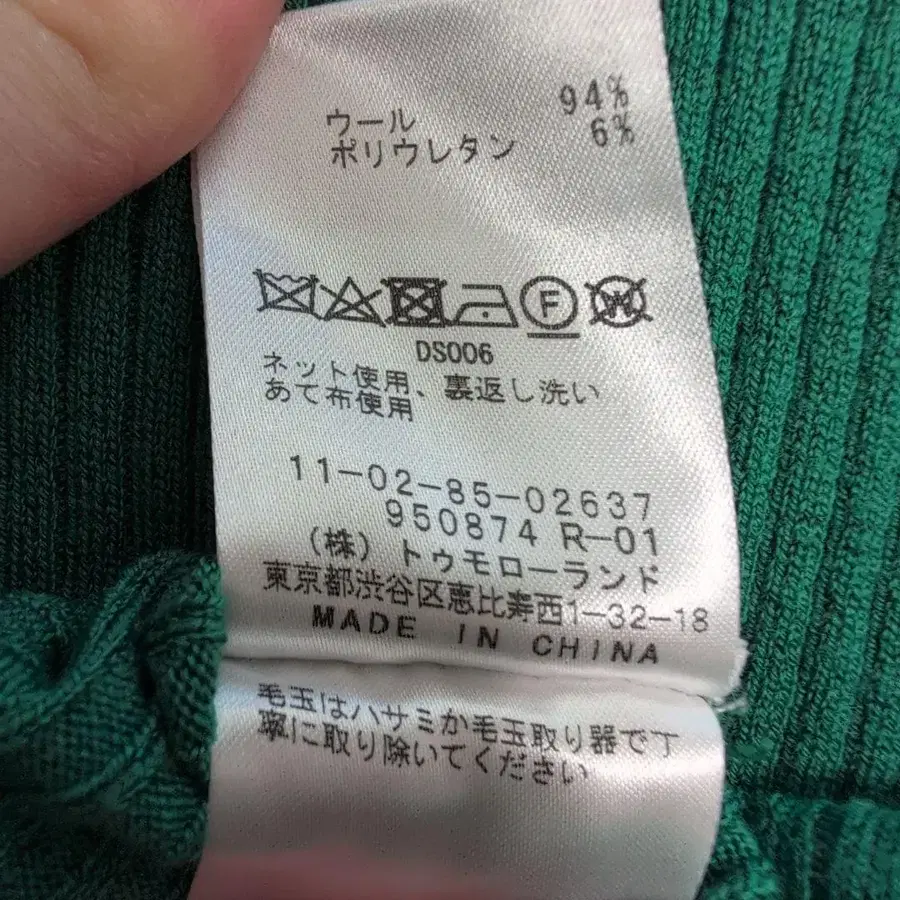 ウール 94%
ポリウレタン 6%
F W
DS006
ネット使用、裏返し洗い
あて布使用
11-02-85-02637
950874 R-01
(株) トゥモローランド
東京都渋谷区恵比寿西1-32-18
MADE IN CHINA
毛玉はハサミか毛玉取り器で丁
寧に取り除いてください